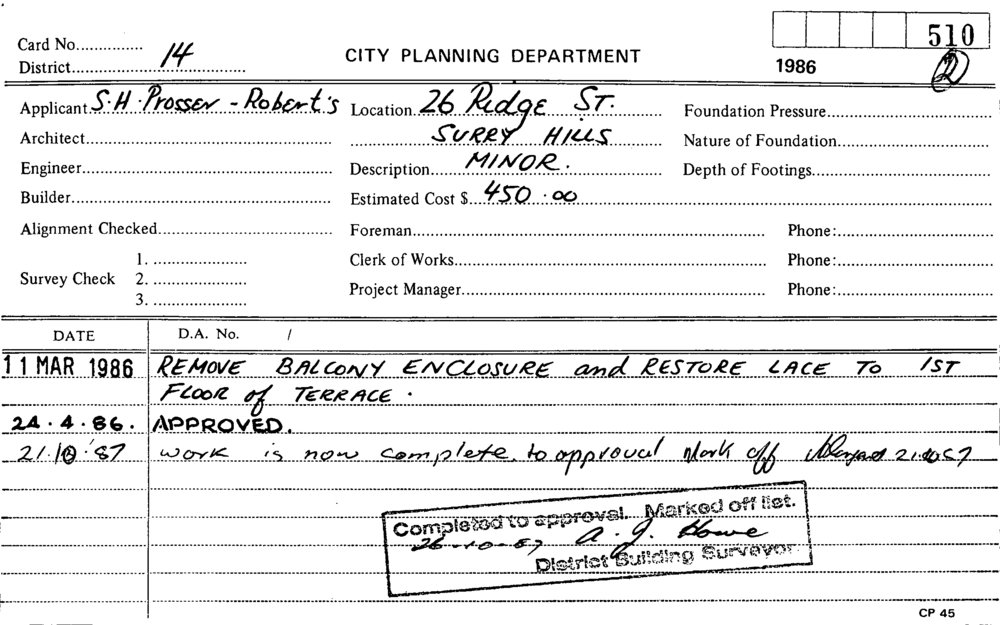 Card No............... 510
District 14 CITY PLANNING DEPARTMENT 1986 2
Applicant S.H. Prosser - Robert's Location 26 Ridge ST. Foundation Pressure
Architect SURRY HILLS Nature of Foundation
Engineer Description MINOR. Depth of Footings
Builder Estimated Cost $ 450.00
Alignment Checked Foreman Phone:
1. Clerk of Works Phone:
Survey Check 2.
3. Project Manager Phone:
DATE D.A. No. /
11 MAR 1986 REMOVE BALCONY ENCLOSURE and RESTORE LACE TO 1ST
FLOOR of TERRACE.
24.4.86. APPROVED.
21.10.'87 work is now complete to approval Mark off 21.10.87
Completed to approval. Marked off list.
26-10-87 A. J. Howe
District Building Surveyor
CP 45